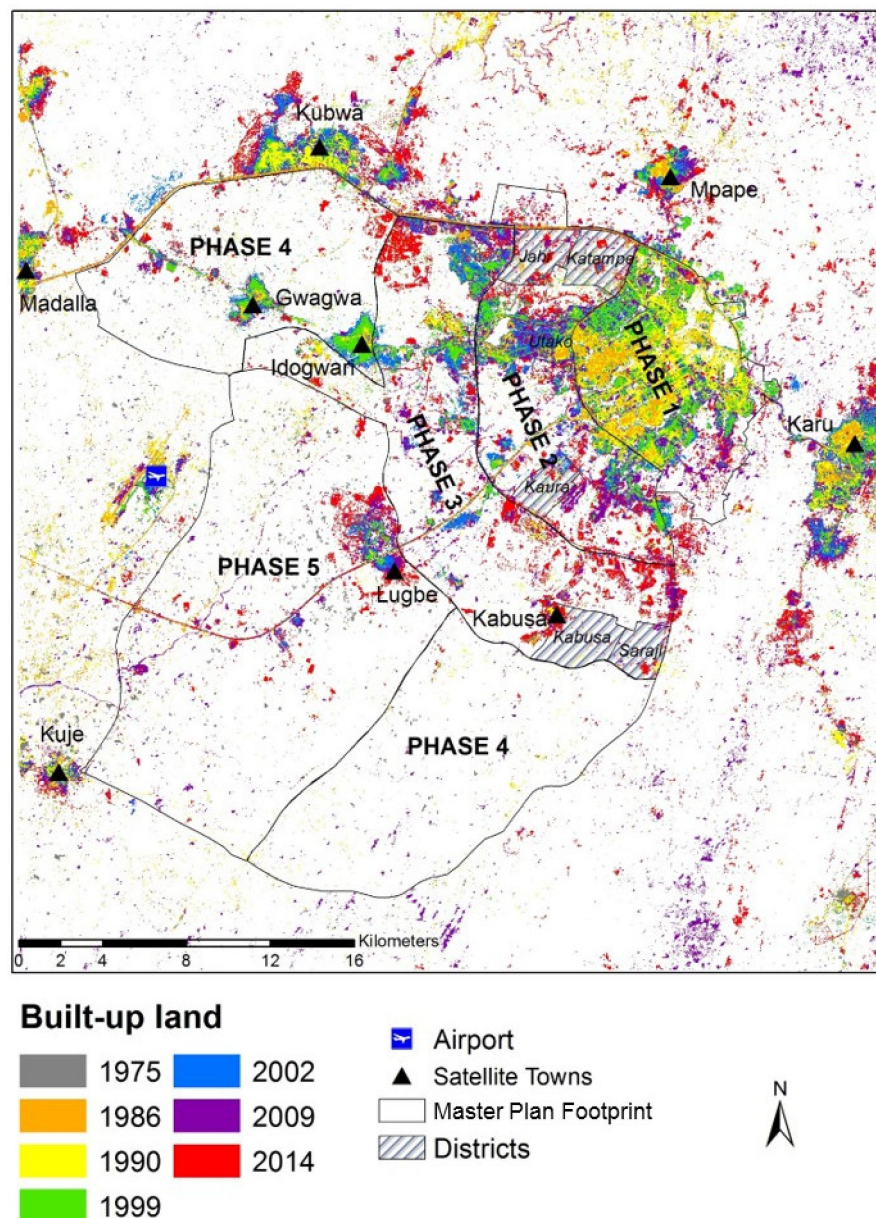 Kubwa
Mpape
PHASE 4
Jahi
Katampe
Madalla
Gwagwa
Utako
PHASE 1
Idogwari
PHASE 2
Karu
PHASE 3
Kaura
PHASE 5
Lugbe
Kabusa
Kabusa
Saraji
Kuje
PHASE 4
Kilometers
0 2 4 8 12 16
Built-up land
1975
1986
1990
1999
2002
2009
2014
Airport
Satellite Towns
Master Plan Footprint
Districts
N